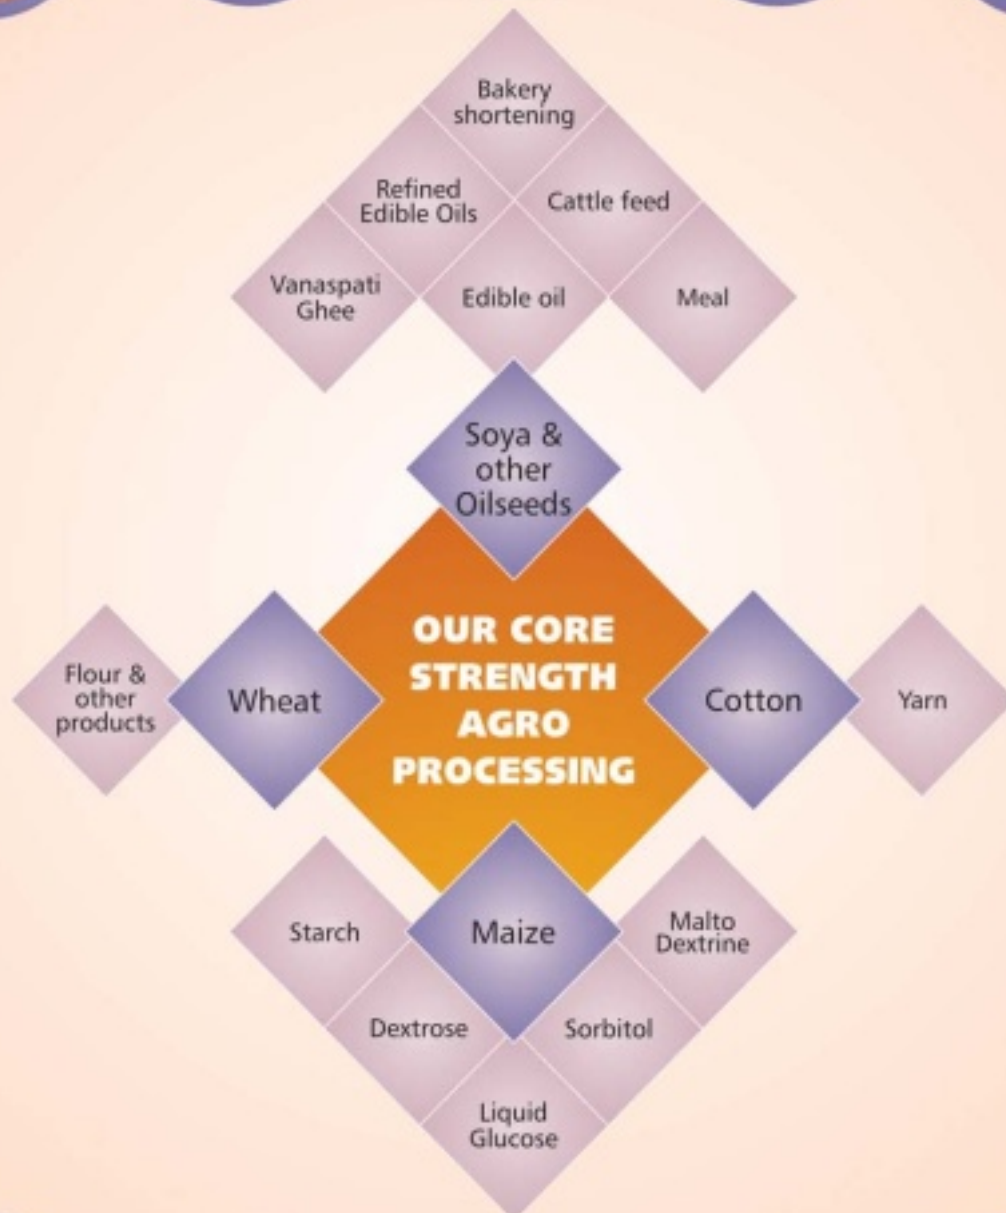 Bakery
shortening
Refined
Edible Oils
Cattle feed
Vanaspati
Ghee
Edible oil
Meal
Soya &
other
Oilseeds
OUR CORE
STRENGTH
AGRO
PROCESSING
Flour &
other
products
Wheat
Cotton
Yarn
Starch
Maize
Malto
Dextrine
Dextrose
Sorbitol
Liquid
Glucose